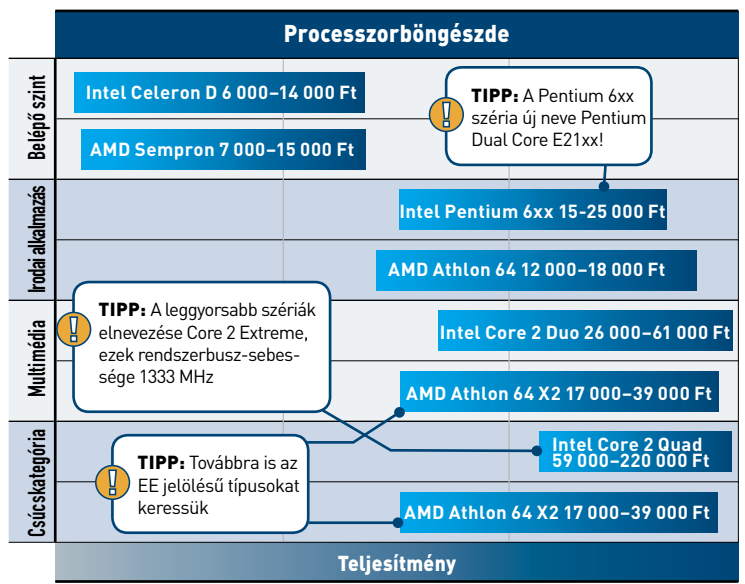 Processzorböngészde
Belépő szint
Intel Celeron D 6 000–14 000 Ft
AMD Sempron 7 000–15 000 Ft
TIPP: A Pentium 6xx
széria új neve Pentium
Dual Core E21xx!
Irodai alkalmazás
Intel Pentium 6xx 15-25 000 Ft
AMD Athlon 64 12 000–18 000 Ft
Multimédia
TIPP: A leggyorsabb szériák
elnevezése Core 2 Extreme,
ezek rendszerbusz-sebes-
sége 1333 MHz
Intel Core 2 Duo 26 000–61 000 Ft
AMD Athlon 64 X2 17 000–39 000 Ft
Csúcskategória
TIPP: Továbbra is az
EE jelölésű típusokat
keressük
Intel Core 2 Quad
59 000–220 000 Ft
AMD Athlon 64 X2 17 000–39 000 Ft
Teljesítmény